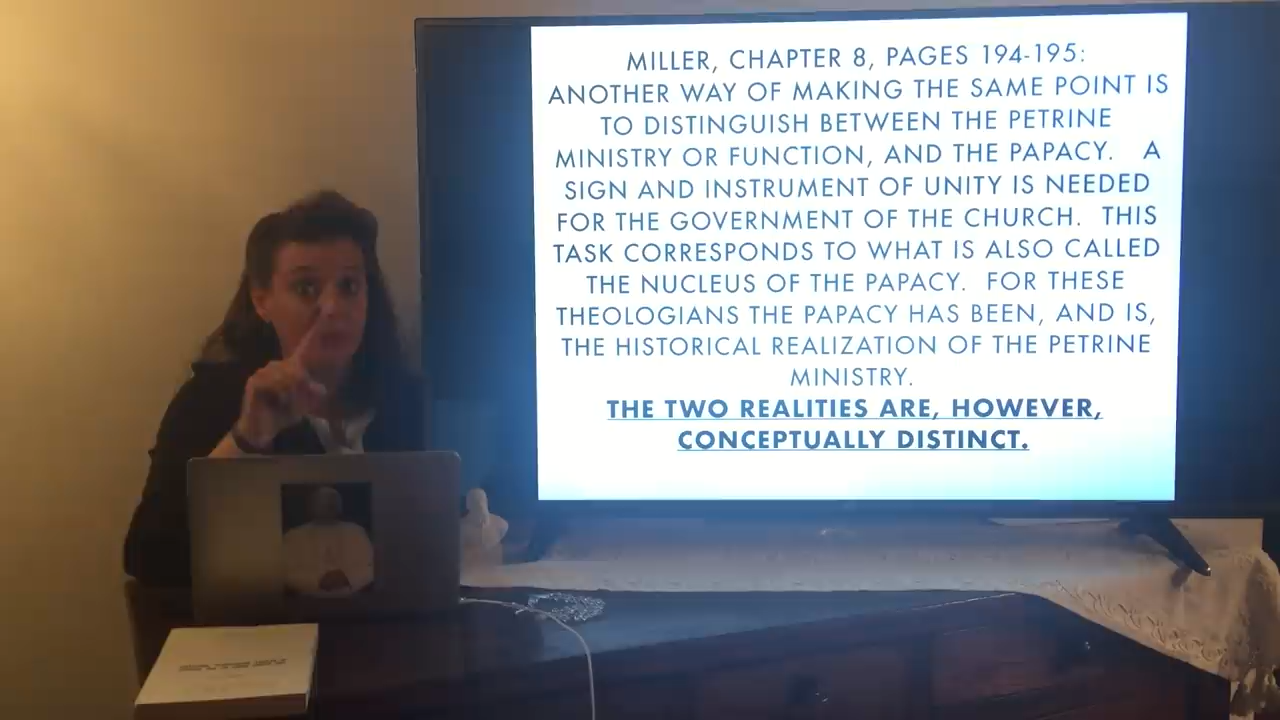 MILLER, CHAPTER 8, PAGES 194-195:
ANOTHER WAY OF MAKING THE SAME POINT IS
TO DISTINGUISH BETWEEN THE PETRINE
MINISTRY OR FUNCTION, AND THE PAPACY. A
SIGN AND INSTRUMENT OF UNITY IS NEEDED
FOR THE GOVERNMENT OF THE CHURCH. THIS
TASK CORRESPONDS TO WHAT IS ALSO CALLED
THE NUCLEUS OF THE PAPACY. FOR THESE
THEOLOGIANS THE PAPACY HAS BEEN, AND IS,
THE HISTORICAL REALIZATION OF THE PETRINE
MINISTRY.
THE TWO REALITIES ARE, HOWEVER,
CONCEPTUALLY DISTINCT.